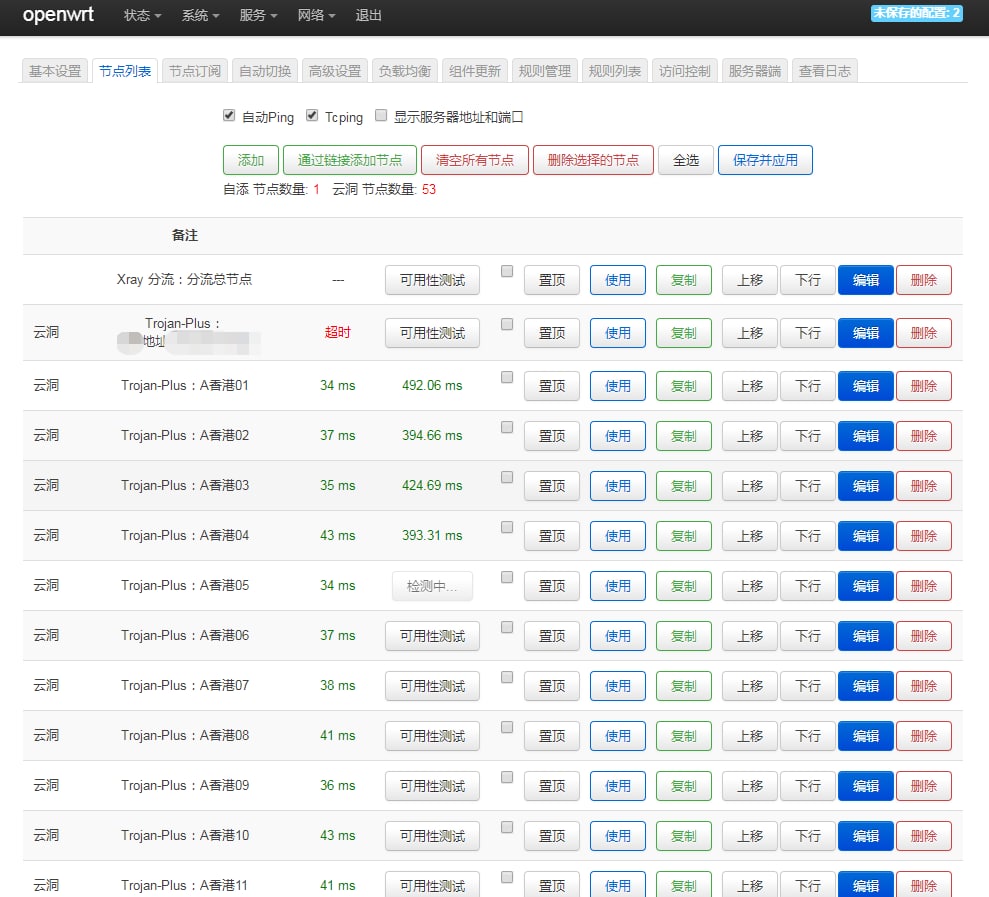 openwrt 状态 系统 服务 网络 退出 未保存的配置: 2
基本设置 节点列表 节点订阅 自动切换 高级设置 负载均衡 组件更新 规则管理 规则列表 访问控制 服务器端 查看日志
自动Ping Tcping 显示服务器地址和端口
添加 通过链接添加节点 清空所有节点 删除选择的节点 全选 保存并应用
自添 节点数量: 1 云洞 节点数量: 53
备注
Xray 分流：分流总节点 --- 可用性测试 置顶 使用 复制 上移 下行 编辑 删除
Trojan-Plus：
云洞 地址 超时 可用性测试 置顶 使用 复制 上移 下行 编辑 删除
云洞 Trojan-Plus：A香港01 34 ms 492.06 ms 置顶 使用 复制 上移 下行 编辑 删除
云洞 Trojan-Plus：A香港02 37 ms 394.66 ms 置顶 使用 复制 上移 下行 编辑 删除
云洞 Trojan-Plus：A香港03 35 ms 424.69 ms 置顶 使用 复制 上移 下行 编辑 删除
云洞 Trojan-Plus：A香港04 43 ms 393.31 ms 置顶 使用 复制 上移 下行 编辑 删除
云洞 Trojan-Plus：A香港05 34 ms 检测中... 置顶 使用 复制 上移 下行 编辑 删除
云洞 Trojan-Plus：A香港06 37 ms 可用性测试 置顶 使用 复制 上移 下行 编辑 删除
云洞 Trojan-Plus：A香港07 38 ms 可用性测试 置顶 使用 复制 上移 下行 编辑 删除
云洞 Trojan-Plus：A香港08 41 ms 可用性测试 置顶 使用 复制 上移 下行 编辑 删除
云洞 Trojan-Plus：A香港09 36 ms 可用性测试 置顶 使用 复制 上移 下行 编辑 删除
云洞 Trojan-Plus：A香港10 43 ms 可用性测试 置顶 使用 复制 上移 下行 编辑 删除
云洞 Trojan-Plus：A香港11 41 ms 可用性测试 置顶 使用 复制 上移 下行 编辑 删除